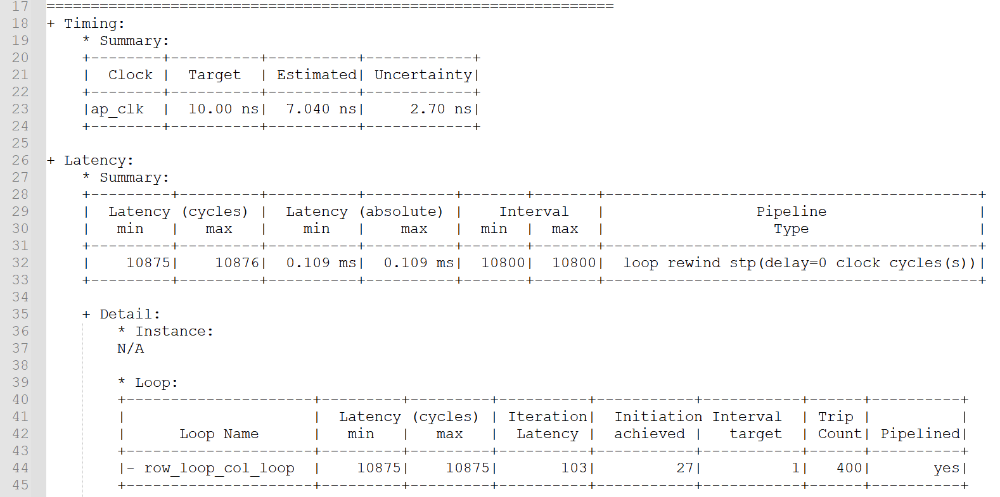 17 ================================================================
18 + Timing:
19     * Summary:
20     +--------+----------+----------+------------+
21     |  Clock |  Target  | Estimated| Uncertainty|
22     +--------+----------+----------+------------+
23     |ap_clk  |  10.00 ns|  7.040 ns|     2.70 ns|
24     +--------+----------+----------+------------+
25
26 + Latency:
27     * Summary:
28     +---------+---------+----------+----------+-------+-------+------------------------------------------+
29     |  Latency (cycles) |  Latency (absolute) |    Interval   |                 Pipeline                 |
30     |   min   |   max   |    min   |    max   |  min  |  max  |                   Type                   |
31     +---------+---------+----------+----------+-------+-------+------------------------------------------+
32     |    10875|    10876|  0.109 ms|  0.109 ms|  10800|  10800|  loop rewind stp(delay=0 clock cycles(s))|
33     +---------+---------+----------+----------+-------+-------+------------------------------------------+
34
35     + Detail:
36         * Instance:
37         N/A
38
39         * Loop:
40         +---------------------+---------+---------+----------+-----------+-----------+------+----------+
41         |                     |  Latency (cycles) | Iteration|  Initiation Interval  | Trip |          |
42         |      Loop Name      |   min   |   max   |  Latency |  achieved |   target  | Count| Pipelined|
43         +---------------------+---------+---------+----------+-----------+-----------+------+----------+
44         |- row_loop_col_loop  |    10875|    10875|       103|         27|          1|   400|       yes|
45         +---------------------+---------+---------+----------+-----------+-----------+------+----------+